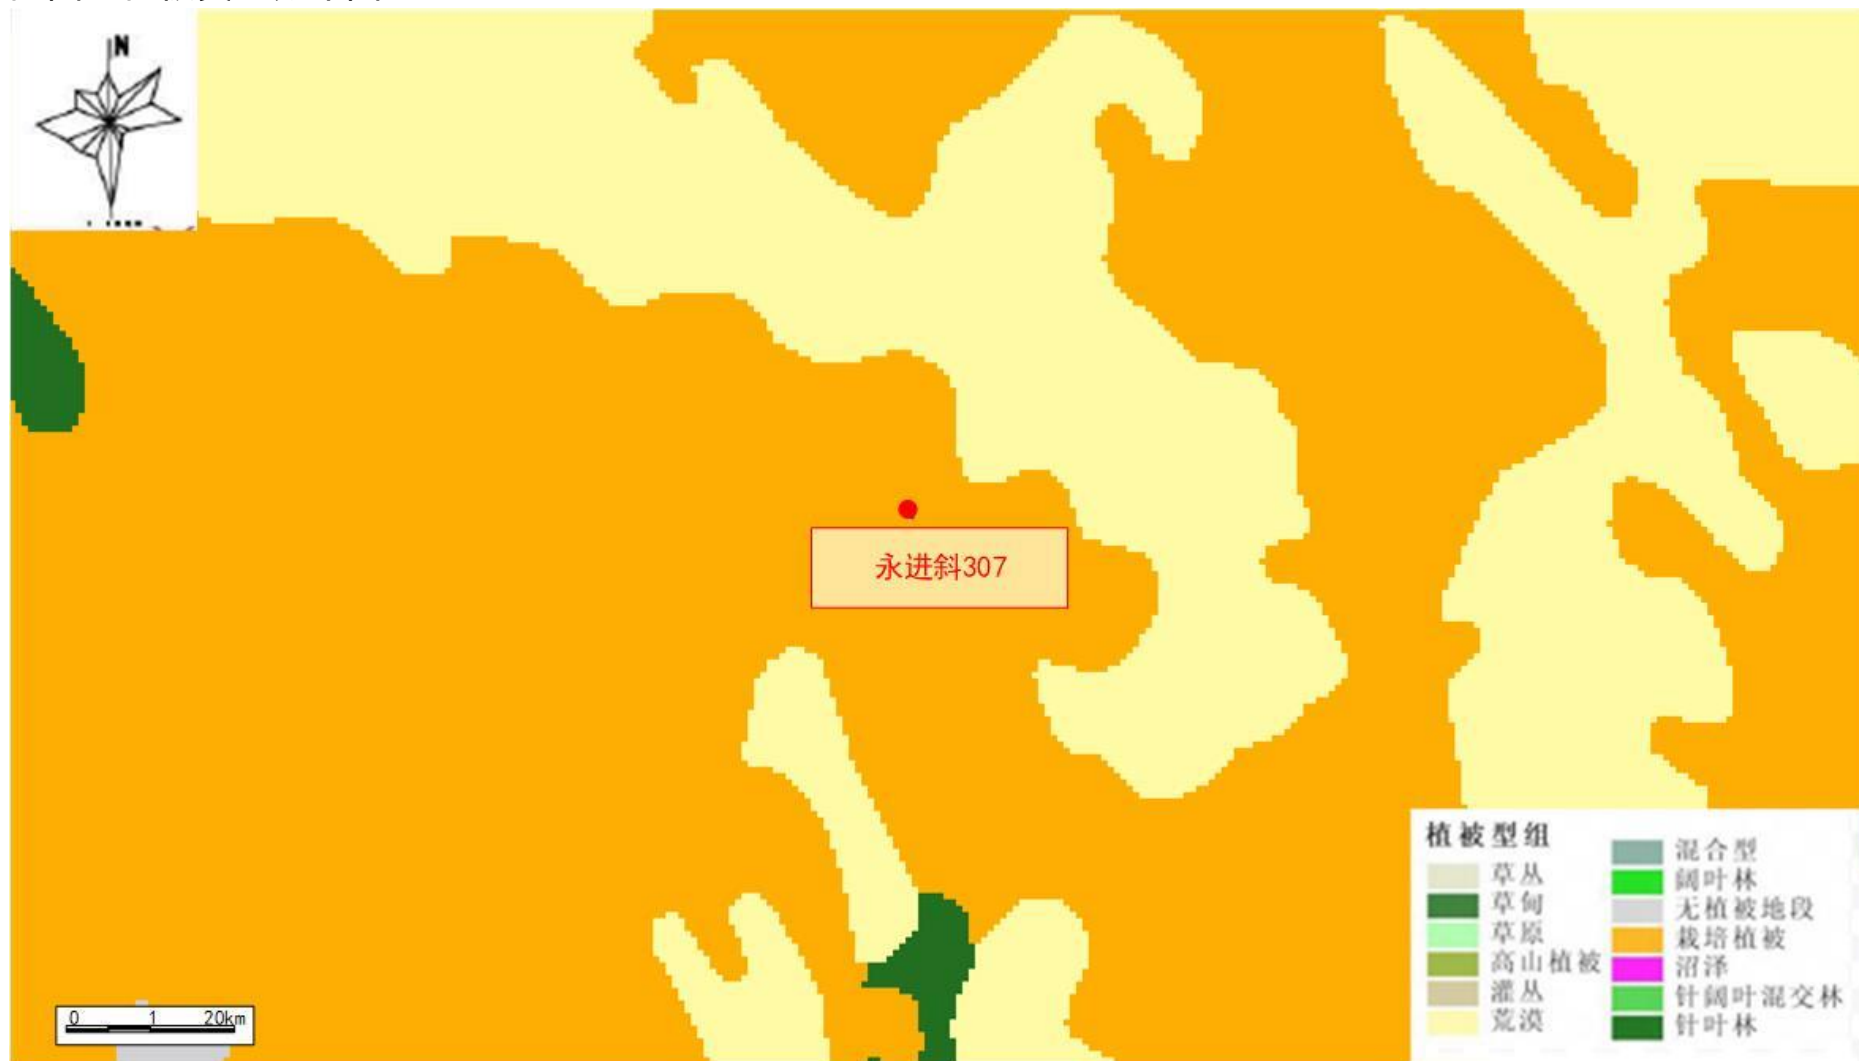 N
永进斜307
植被型组
草丛
草甸
草原
高山植被
灌丛
荒漠
混合型
阔叶林
无植被地段
栽培植被
沼泽
针阔叶混交林
针叶林
0 1 20km